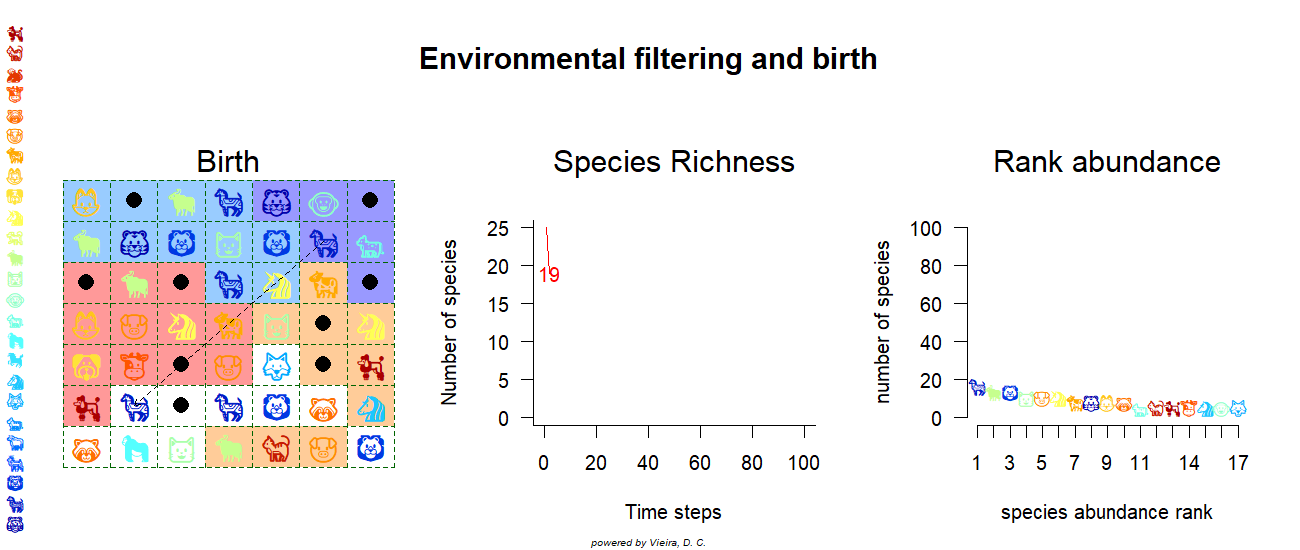 Environmental filtering and birth
Birth
Species Richness
Rank abundance
Number of species
25
20
15
10
5
0
19
0 20 40 60 80 100
Time steps
number of species
100
80
60
40
20
0
1 3 5 7 9 11 14 17
species abundance rank
powered by Vieira, D. C.